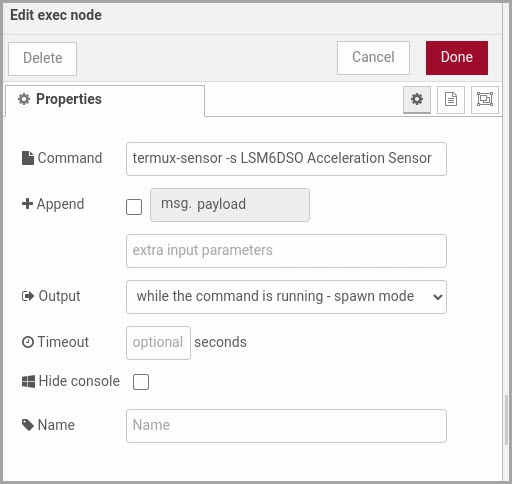 Edit exec node
Delete
Cancel
Done
Properties
Command
termux-sensor -s LSM6DSO Acceleration Sensor
Append
msg. payload
extra input parameters
Output
while the command is running - spawn mode
Timeout
optional
seconds
Hide console
Name
Name